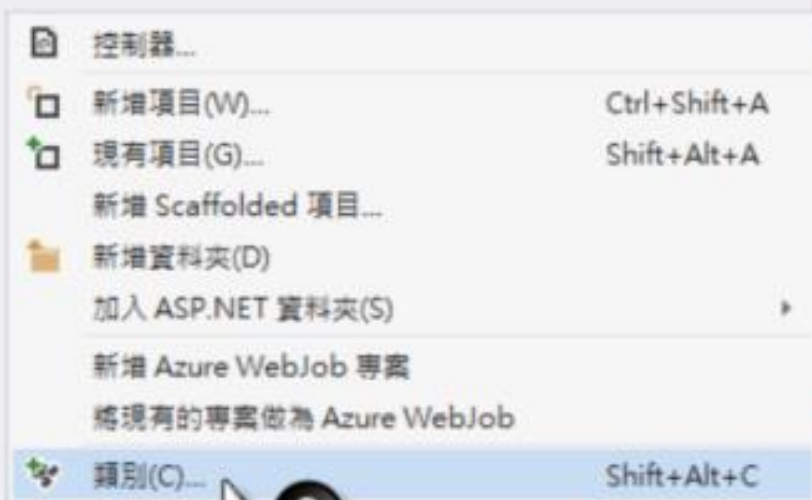 控制器...
新增項目(W)... Ctrl+Shift+A
現有項目(G)... Shift+Alt+A
新增 Scaffolded 項目...
新增資料夾(D)
加入 ASP.NET 資料夾(S)
新增 Azure WebJob 專案
將現有的專案做為 Azure WebJob
類別(C)... Shift+Alt+C